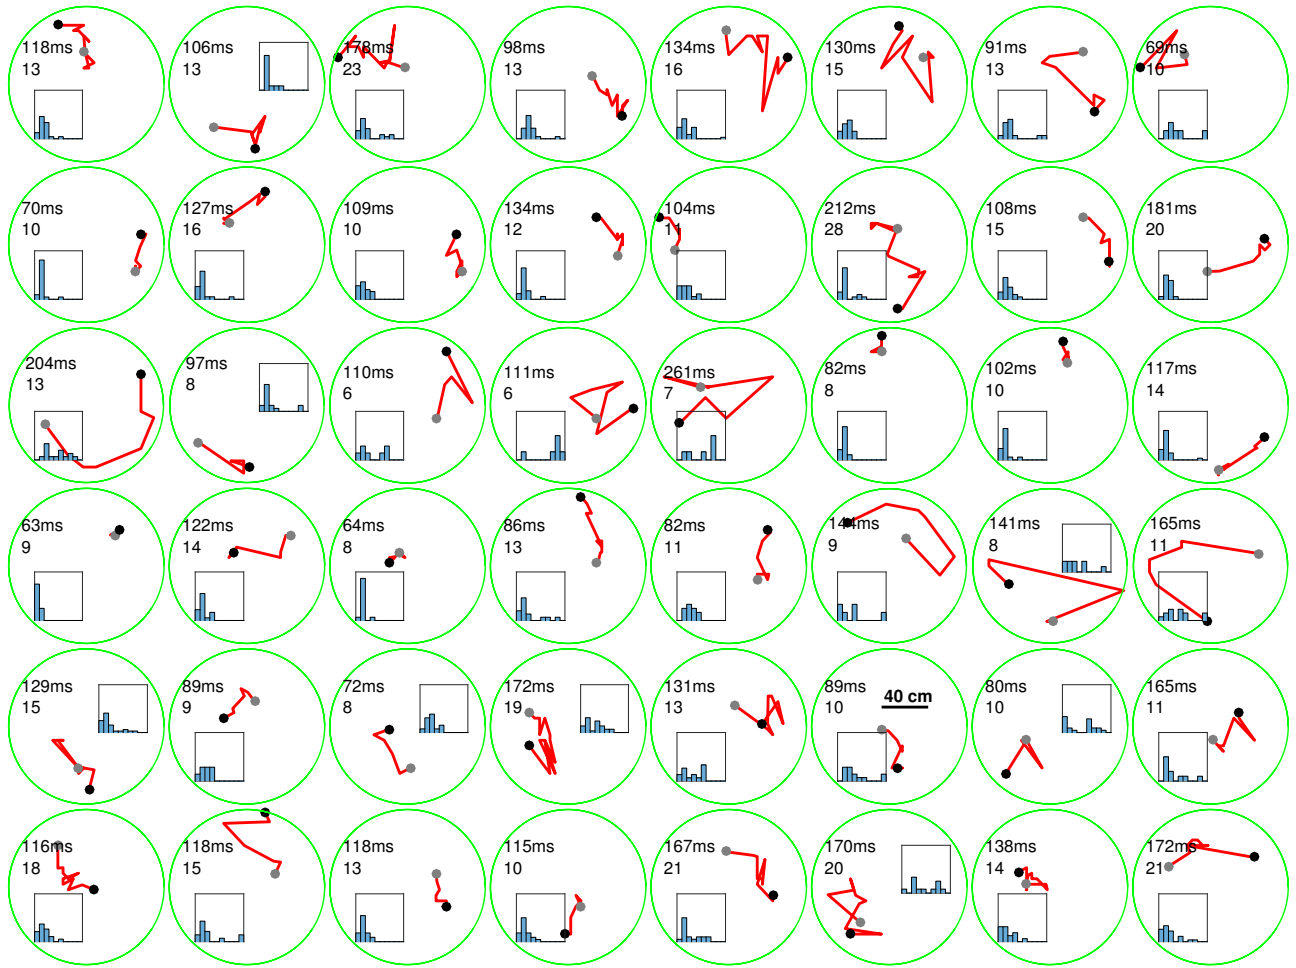 118ms
13
106ms
13
178ms
23
98ms
13
134ms
16
130ms
15
91ms
13
69ms
10
70ms
10
127ms
16
109ms
10
134ms
12
104ms
11
212ms
28
108ms
15
181ms
20
204ms
13
97ms
8
110ms
6
111ms
6
261ms
7
82ms
8
102ms
10
117ms
14
63ms
9
122ms
14
64ms
8
86ms
13
82ms
11
144ms
9
141ms
8
165ms
11
129ms
15
89ms
9
72ms
8
172ms
19
131ms
13
89ms
10
40 cm
80ms
10
165ms
11
116ms
18
118ms
15
118ms
13
115ms
10
167ms
21
170ms
20
138ms
14
172ms
21